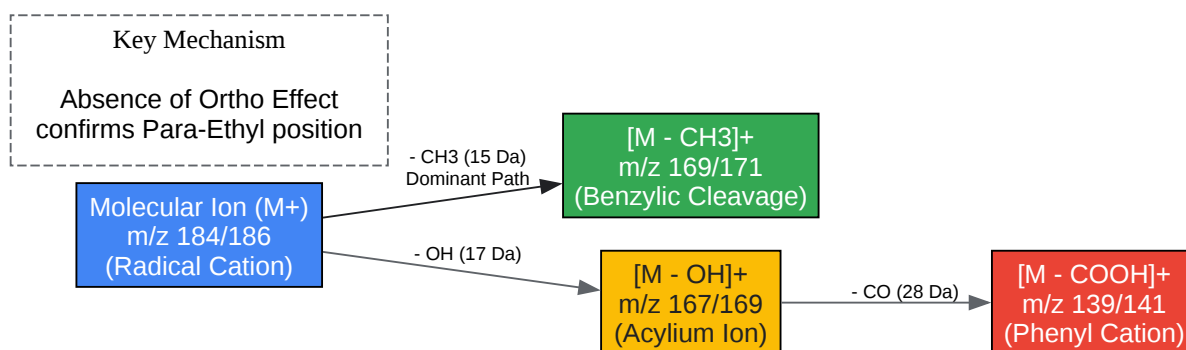 Key Mechanism
Absence of Ortho Effect
confirms Para-Ethyl position
Molecular Ion (M+)
m/z 184/186
(Radical Cation)
- CH3 (15 Da)
Dominant Path
[M - CH3]+
m/z 169/171
(Benzylic Cleavage)
- OH (17 Da)
[M - OH]+
m/z 167/169
(Acylium Ion)
- CO (28 Da)
[M - COOH]+
m/z 139/141
(Phenyl Cation)